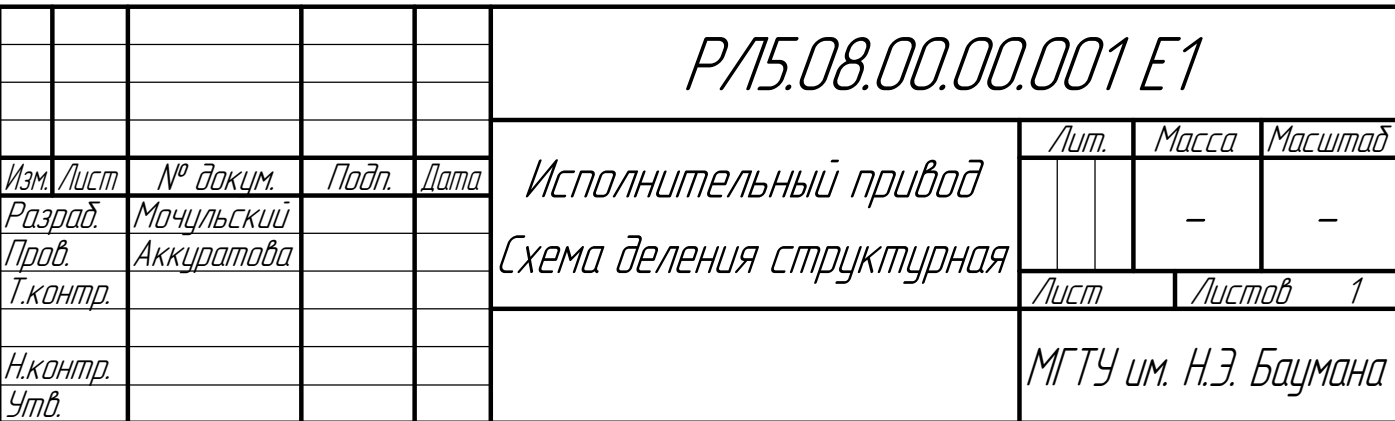 РЛ5.08.00.00.001 Е1
Лит. Масса Масштаб
Изм. Лист № докум. Подп. Дата
Исполнительный привод
Схема деления структурная
Разраб. Мочульский
Пров. Аккуратова
– –
Т.контр.
Лист Листов 1
Н.контр.
Утв.
МГТУ им. Н.Э. Баумана